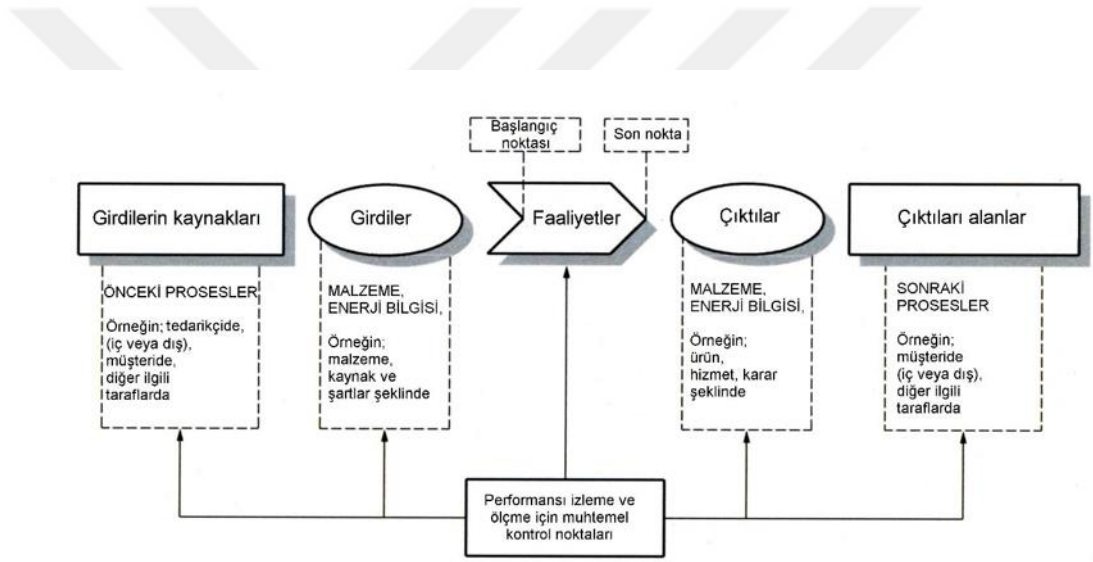 Başlangıç
noktası
Son nokta
Girdilerin kaynakları
Girdiler
Faaliyetler
Çıktılar
Çıktıları alanlar
ÖNCEKİ PROSESLER
Örneğin; tedarikçide,
(iç veya dış),
müşteride,
diğer ilgili
taraflarda
MALZEME,
ENERJİ BİLGİSİ,
Örneğin;
malzeme,
kaynak ve
şartlar şeklinde
MALZEME,
ENERJİ BİLGİSİ,
Örneğin;
ürün,
hizmet, karar
şeklinde
SONRAKİ
PROSESLER
Örneğin;
müşteride
(iç veya dış),
diğer ilgili
taraflarda
Performansı izleme ve
ölçme için muhtemel
kontrol noktaları